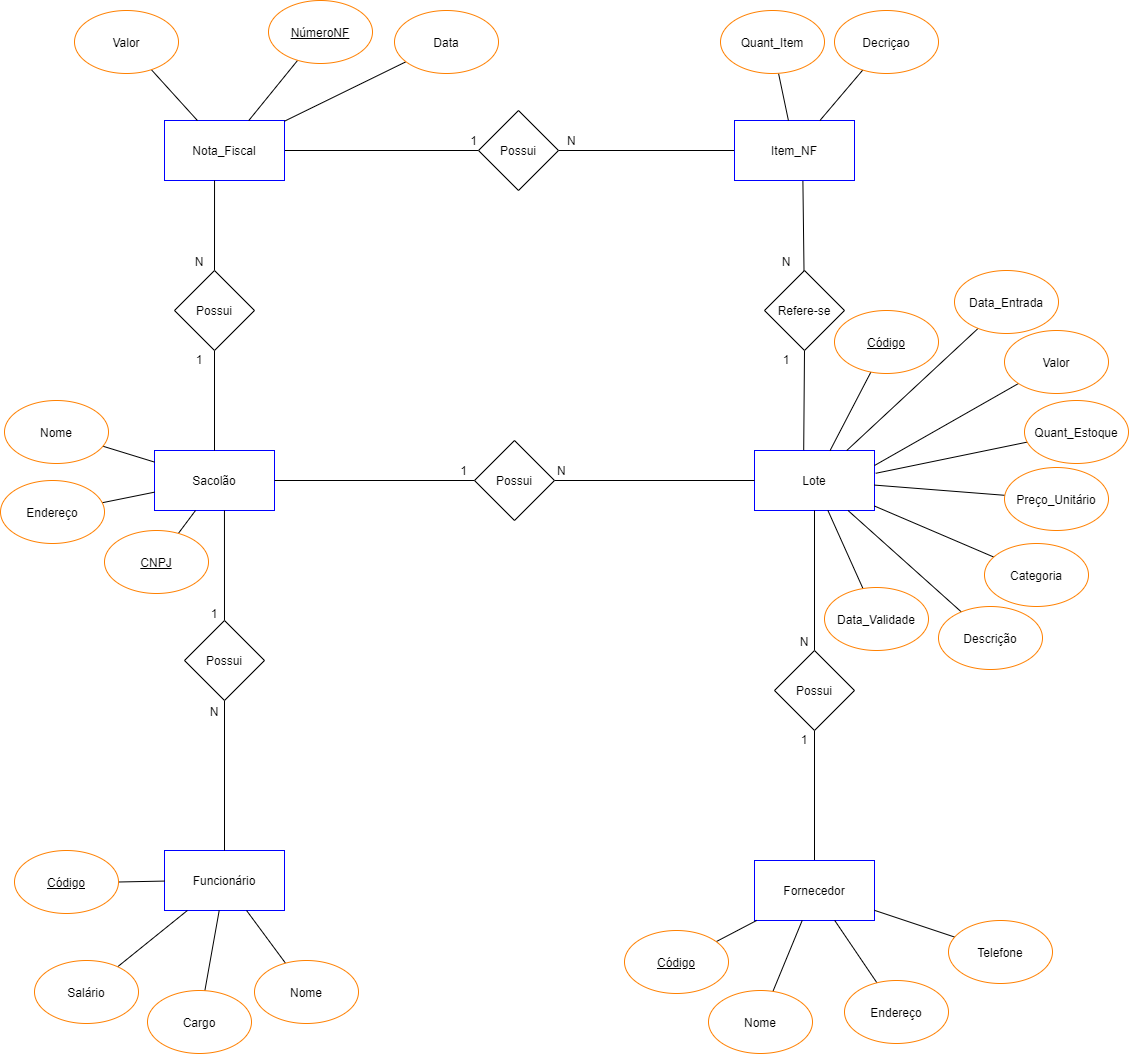 Valor
NúmeroNF
Data
Quant_Item
Decriçao
Nota_Fiscal
1
Possui
N
Item_NF
N
Possui
1
N
Refere-se
1
Código
Data_Entrada
Valor
Quant_Estoque
Preço_Unitário
Categoria
Descrição
Data_Validade
Nome
Endereço
CNPJ
Sacolão
1
Possui
N
Lote
1
Possui
N
N
Possui
1
Funcionário
Código
Salário
Cargo
Nome
Fornecedor
Código
Nome
Endereço
Telefone